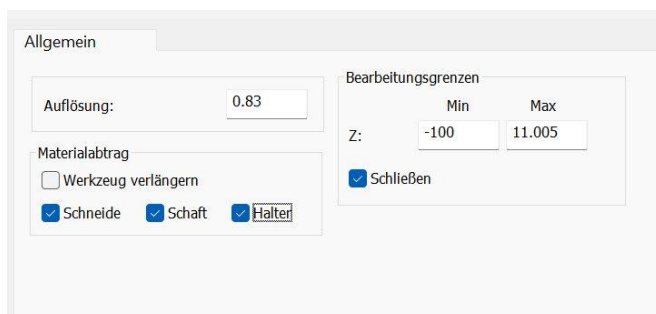 Allgemein
Auflösung: 0.83
Materialabtrag
Werkzeug verlängern
Schneide Schaft Halter
Bearbeitungsgrenzen
Min Max
Z: -100 11.005
Schließen